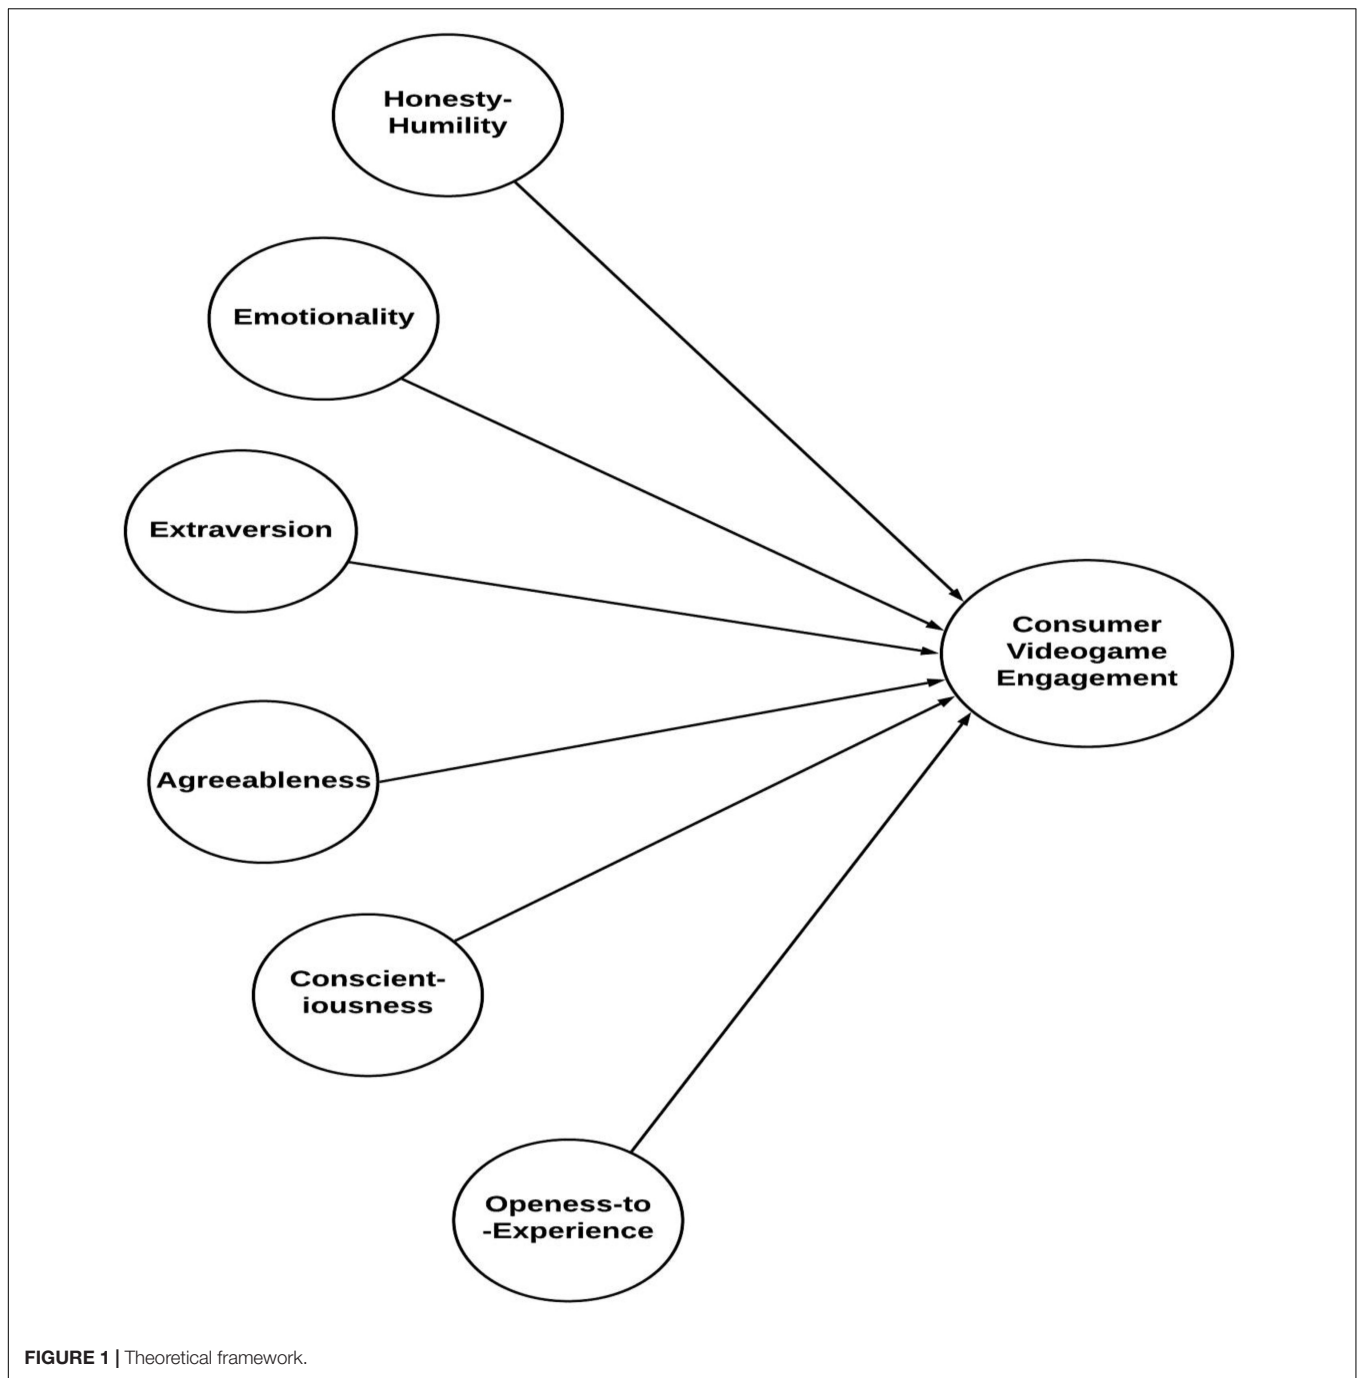 Honesty-
Humility
Emotionality
Extraversion
Consumer
Videogame
Engagement
Agreeableness
Conscient-
iousness
Openess-to
-Experience
FIGURE 1 | Theoretical framework.